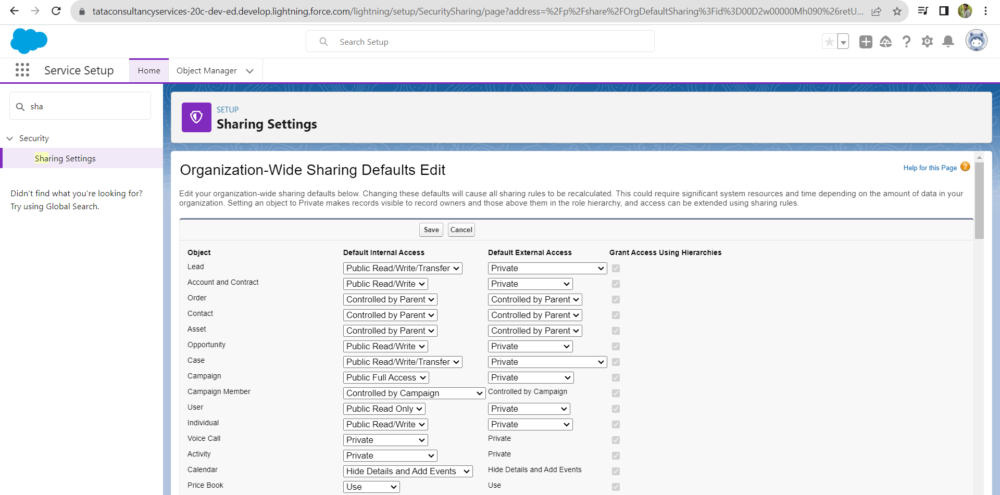 tataconsultancyservices-20c-dev-ed.develop.lightning.force.com/lightning/setup/SecuritySharing/page?address=%2Fp%2Fshare%2FOrgDefaultSharing%3Fid%3D00D2w00000Mh090%26retU...
Search Setup
Service Setup
Home
Object Manager
sha
Security
Sharing Settings
Didn't find what you're looking for?
Try using Global Search.
SETUP
Sharing Settings
Organization-Wide Sharing Defaults Edit
Help for this Page
Edit your organization-wide sharing defaults below. Changing these defaults will cause all sharing rules to be recalculated. This could require significant system resources and time depending on the amount of data in your
organization. Setting an object to Private makes records visible to record owners and those above them in the role hierarchy, and access can be extended using sharing rules.
Save Cancel
Object Default Internal Access Default External Access Grant Access Using Hierarchies
Lead Public Read/Write/Transfer Private
Account and Contract Public Read/Write Private
Order Controlled by Parent Controlled by Parent
Contact Controlled by Parent Controlled by Parent
Asset Controlled by Parent Controlled by Parent
Opportunity Public Read/Write Private
Case Public Read/Write/Transfer Private
Campaign Public Full Access Private
Campaign Member Controlled by Campaign Controlled by Campaign
User Public Read Only Private
Individual Public Read/Write Private
Voice Call Private Private
Activity Private Private
Calendar Hide Details and Add Events Hide Details and Add Events
Price Book Use Use